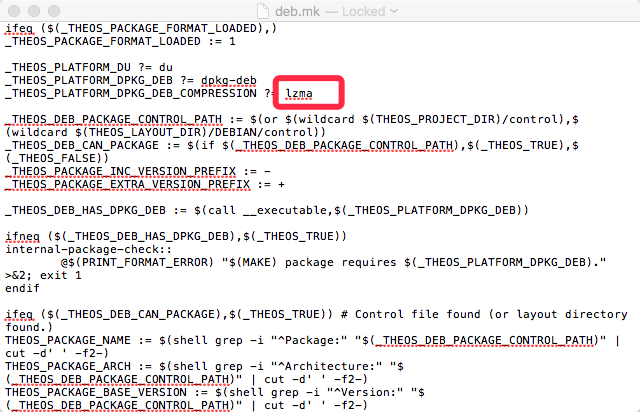 deb.mk — Locked
ifeq ($(_THEOS_PACKAGE_FORMAT_LOADED),)
_THEOS_PACKAGE_FORMAT_LOADED := 1
_THEOS_PLATFORM_DU ?= du
_THEOS_PLATFORM_DPKG_DEB ?= dpkg-deb
_THEOS_PLATFORM_DPKG_DEB_COMPRESSION ?= lzma
_THEOS_DEB_PACKAGE_CONTROL_PATH := $(or $(wildcard $(THEOS_PROJECT_DIR)/control),$
(wildcard $(THEOS_LAYOUT_DIR)/DEBIAN/control))
_THEOS_DEB_CAN_PACKAGE := $(if $(_THEOS_DEB_PACKAGE_CONTROL_PATH),$(_THEOS_TRUE),$
(_THEOS_FALSE))
_THEOS_PACKAGE_INC_VERSION_PREFIX := -
_THEOS_PACKAGE_EXTRA_VERSION_PREFIX := +
_THEOS_DEB_HAS_DPKG_DEB := $(call __executable,$(_THEOS_PLATFORM_DPKG_DEB))
ifneq ($(_THEOS_DEB_HAS_DPKG_DEB),$(_THEOS_TRUE))
internal-package-check::
@$(PRINT_FORMAT_ERROR) "$(MAKE) package requires $(_THEOS_PLATFORM_DPKG_DEB)."
>&2; exit 1
endif
ifeq ($(_THEOS_DEB_CAN_PACKAGE),$(_THEOS_TRUE)) # Control file found (or layout directory
found.)
THEOS_PACKAGE_NAME := $(shell grep -i "^Package:" "$(_THEOS_DEB_PACKAGE_CONTROL_PATH)" |
cut -d' ' -f2-)
THEOS_PACKAGE_ARCH := $(shell grep -i "^Architecture:" "$
(_THEOS_DEB_PACKAGE_CONTROL_PATH)" | cut -d' ' -f2-)
THEOS_PACKAGE_BASE_VERSION := $(shell grep -i "^Version:" "$
(_THEOS_DEB_PACKAGE_CONTROL_PATH)" | cut -d' ' -f2-)